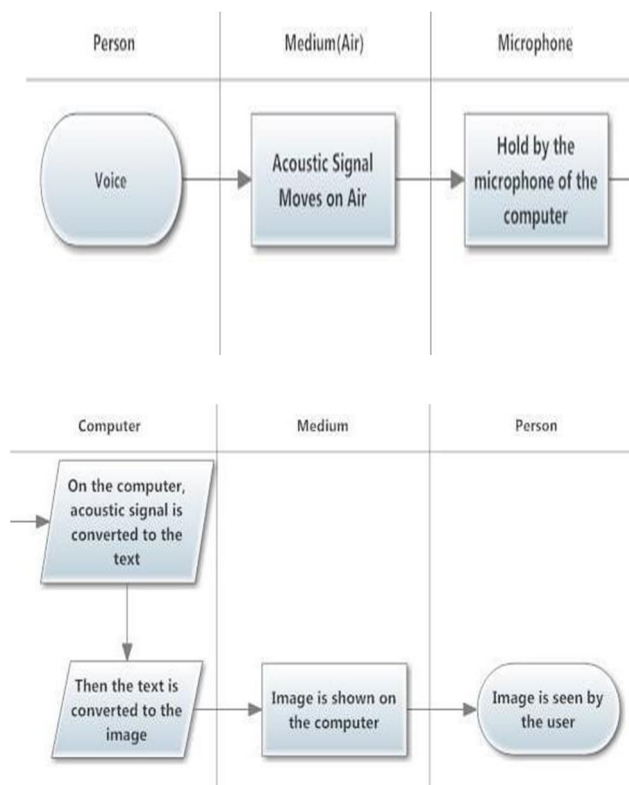 Person
Medium(Air)
Microphone
Voice
Acoustic Signal
Moves on Air
Hold by the
microphone of the
computer
Computer
Medium
Person
On the computer,
acoustic signal is
converted to the
text
Then the text is
converted to the
image
Image is shown on
the computer
Image is seen by
the user